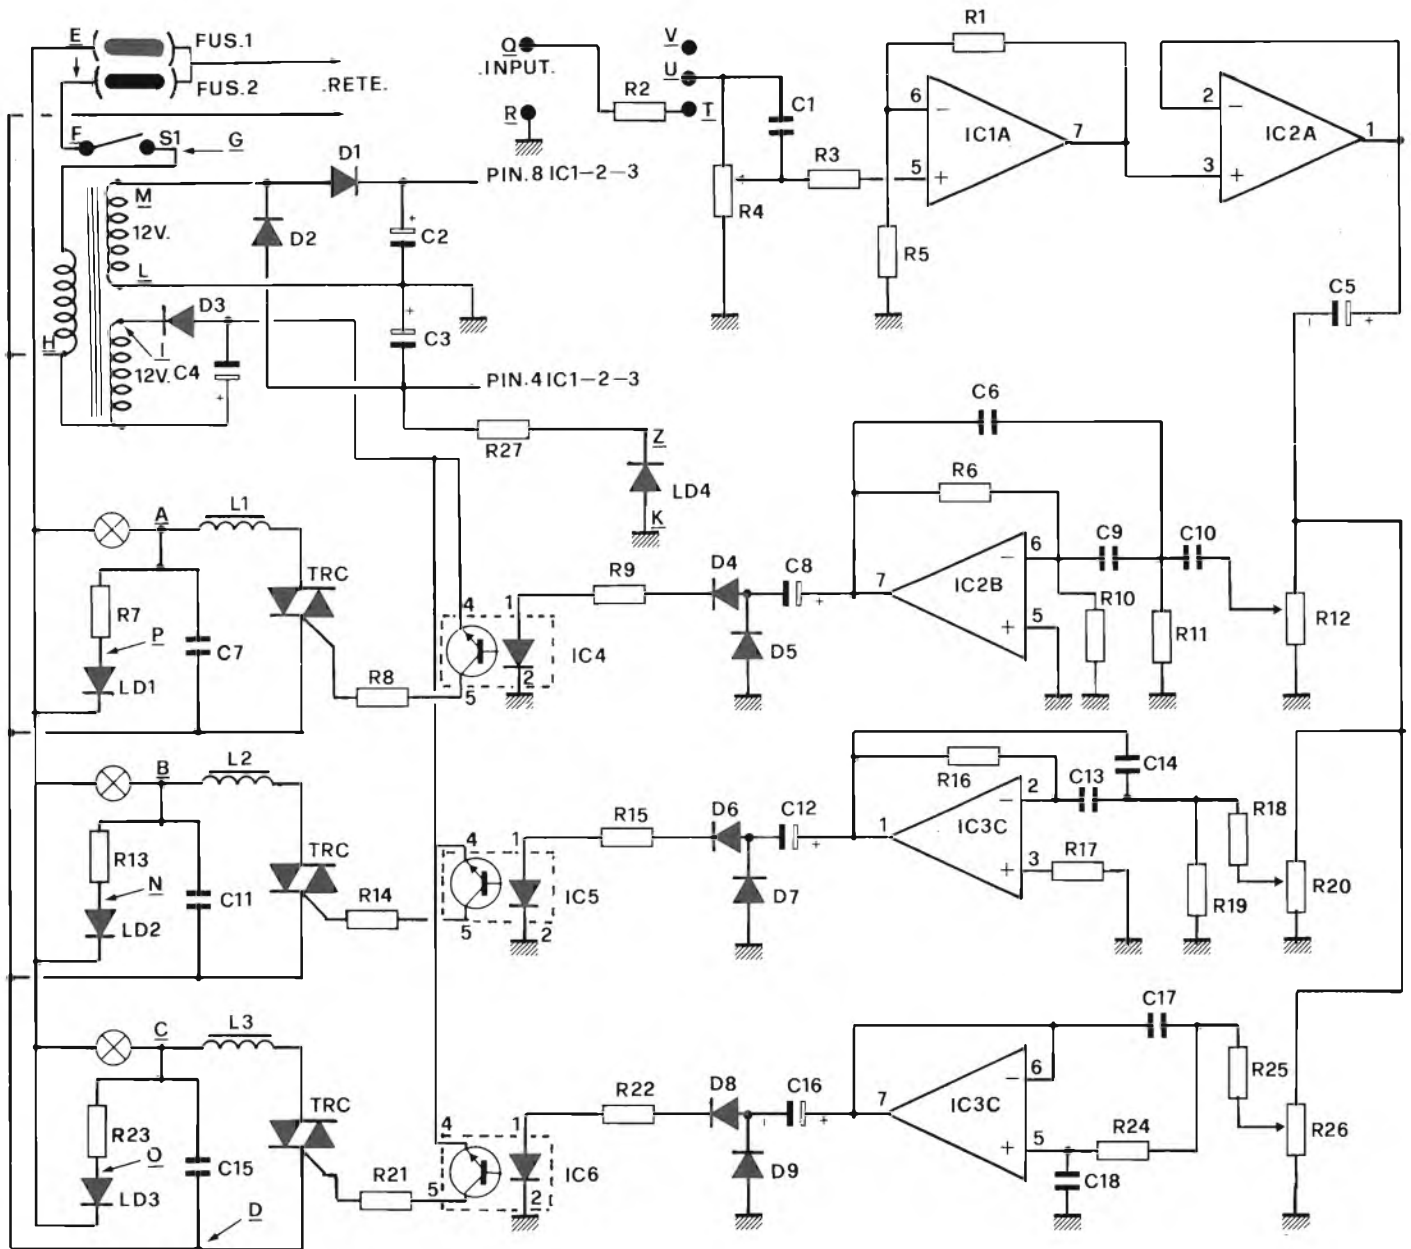 E
FUS.1
FUS.2
.RETE.
F
S1
G
Q
.INPUT.
R
R2
V
U
T
C1
R4
R3
R1
6
−
5
+
IC1A
7
R5
2
−
3
+
IC2A
1
C5
−
+
D1
PIN.8 IC1−2−3
M
12V.
D2
+
C2
L
D3
+
C3
H
I
12V.
C4
+
PIN.4 IC1−2−3
R27
Z
LD4
K
C6
R6
A
L1
TRC
R7
P
LD1
C7
R8
4
5
1
2
IC4
R9
D4
D5
C8
+
7
IC2B
6
−
5
+
C9
C10
R10
R11
R12
B
L2
TRC
R13
N
LD2
C11
R14
4
5
1
2
IC5
R15
D6
D7
C12
+
1
IC3C
2
−
3
+
R16
C13
C14
R17
R18
R19
R20
C
L3
TRC
R23
O
LD3
C15
D
R21
4
5
1
2
IC6
R22
D8
D9
−
C16
+
7
IC3C
6
−
5
+
C17
R24
C18
R25
R26